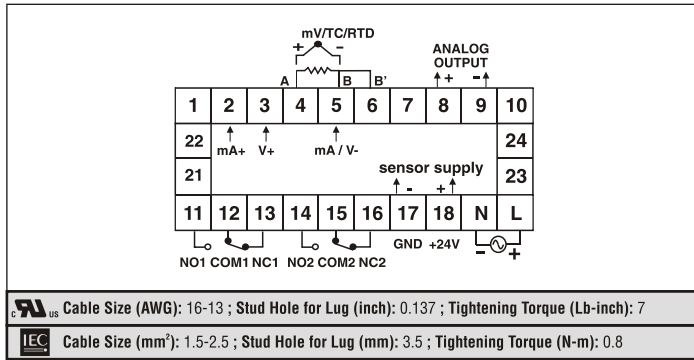 mV/TC/RTD
+ -
ANALOG
OUTPUT
A B B'
+ -
1 2 3 4 5 6 7 8 9 10
22 mA+ V+ mA / V- 24
sensor supply
21 - + 23
11 12 13 14 15 16 17 18 N L
NO1 COM1 NC1 NO2 COM2 NC2 GND +24V - +
c RU us Cable Size (AWG): 16-13 ; Stud Hole for Lug (inch): 0.137 ; Tightening Torque (Lb-inch): 7
IEC Cable Size (mm²): 1.5-2.5 ; Stud Hole for Lug (mm): 3.5 ; Tightening Torque (N-m): 0.8